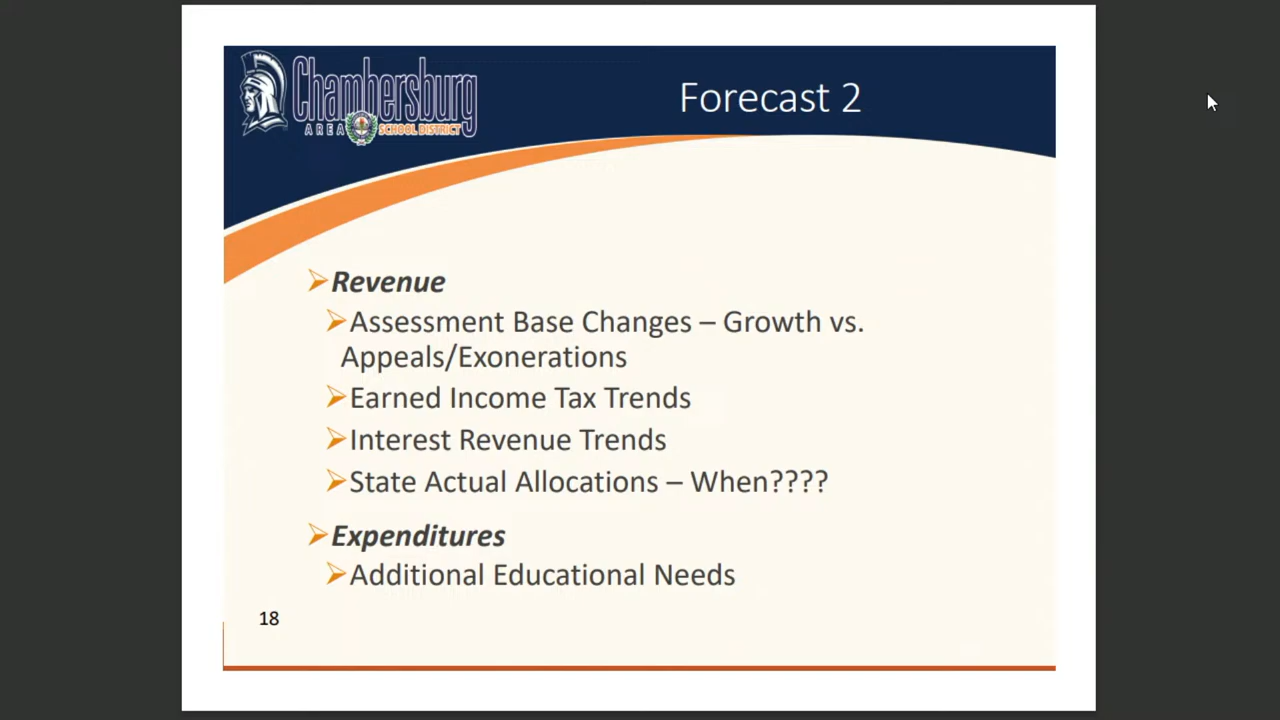 Chambersburg
AREA SCHOOL DISTRICT
Forecast 2
Revenue
Assessment Base Changes – Growth vs.
Appeals/Exonerations
Earned Income Tax Trends
Interest Revenue Trends
State Actual Allocations – When????
Expenditures
Additional Educational Needs
18